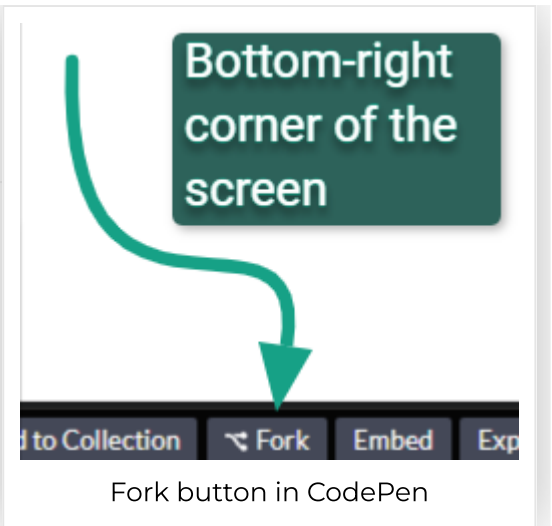 Bottom-right
corner of the
screen
d to Collection Fork Embed Exp
Fork button in CodePen